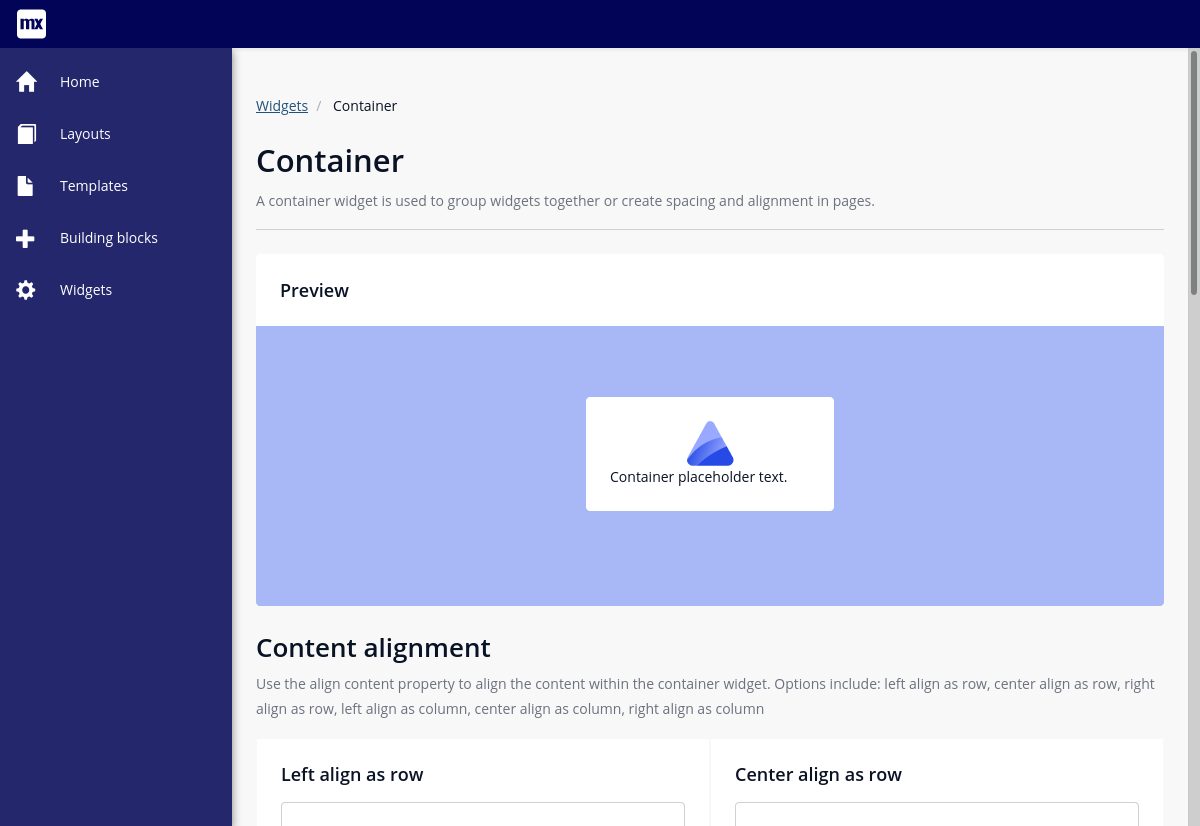 mx
Home
Layouts
Templates
Building blocks
Widgets
Widgets / Container
Container
A container widget is used to group widgets together or create spacing and alignment in pages.
Preview
Container placeholder text.
Content alignment
Use the align content property to align the content within the container widget. Options include: left align as row, center align as row, right
align as row, left align as column, center align as column, right align as column
Left align as row
Center align as row